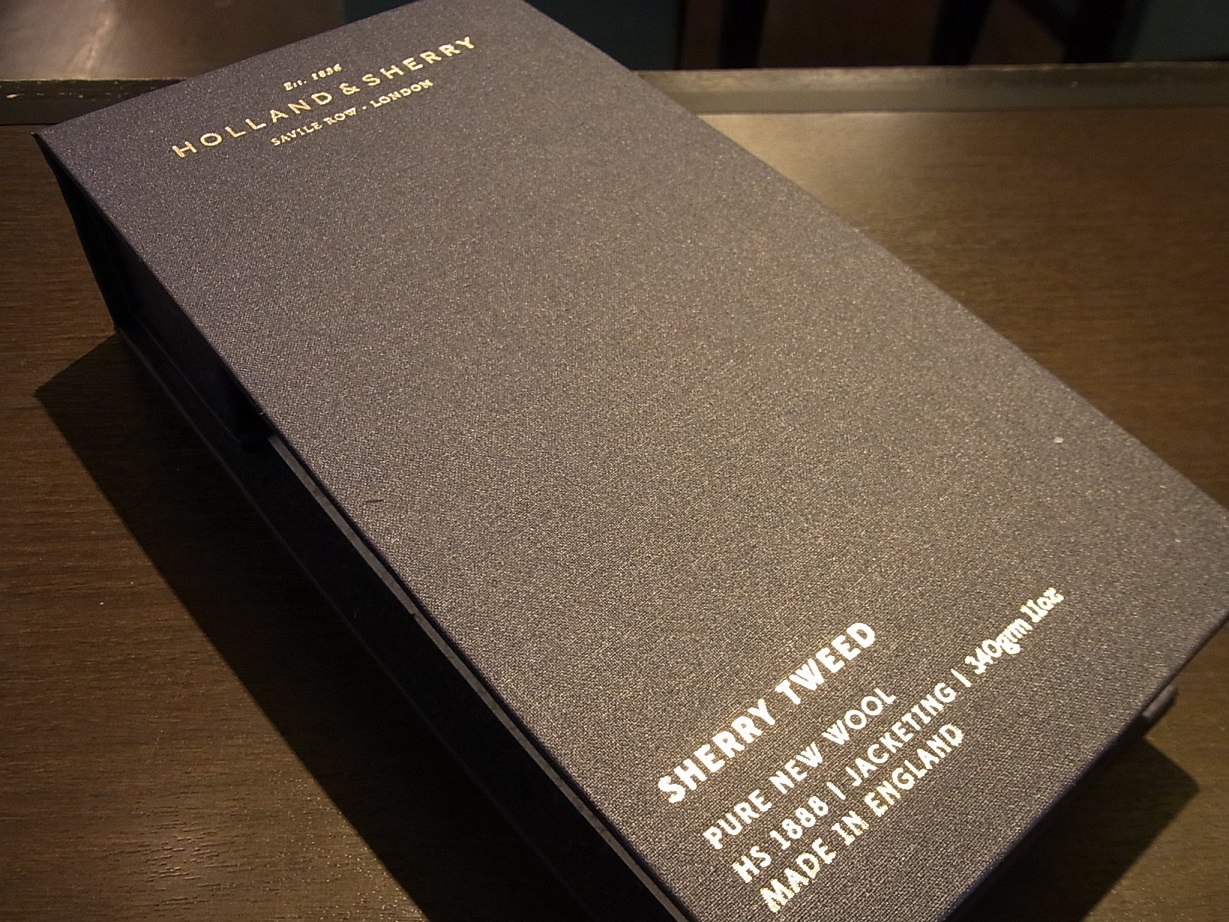 Est. 1836
HOLLAND & SHERRY
SAVILE ROW · LONDON
SHERRY TWEED
PURE NEW WOOL
HS 1888 | JACKETING | 340grm 11oz
MADE IN ENGLAND